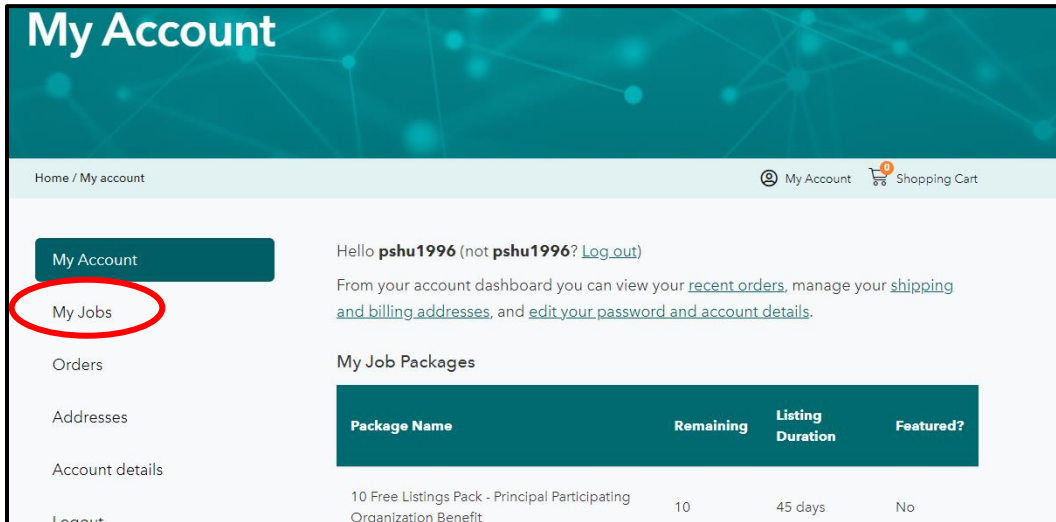 My Account
Home / My account
My Account
0
Shopping Cart
My Account
My Jobs
Orders
Addresses
Account details
Logout
Hello pshu1996 (not pshu1996? Log out)
From your account dashboard you can view your recent orders, manage your shipping
and billing addresses, and edit your password and account details.
My Job Packages
Package Name
Remaining
Listing
Duration
Featured?
10 Free Listings Pack - Principal Participating
Organization Benefit
10
45 days
No